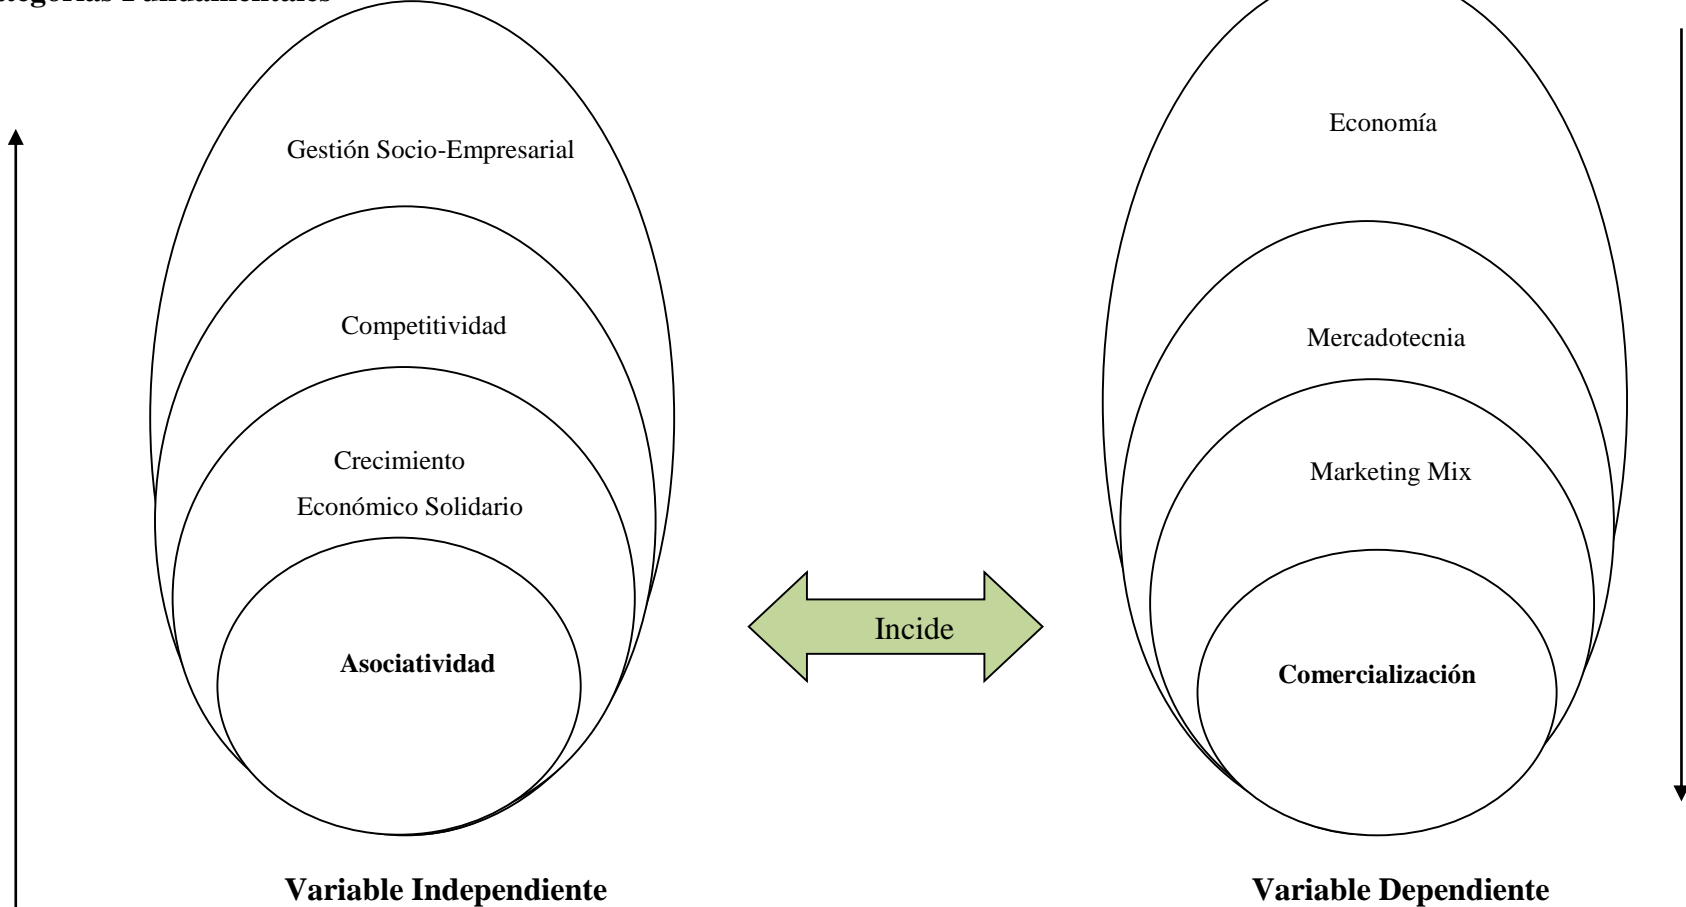 Gestión Socio-Empresarial
Competitividad
Crecimiento
Económico Solidario
Asociatividad
Variable Independiente
Incide
Economía
Mercadotecnia
Marketing Mix
Comercialización
Variable Dependiente